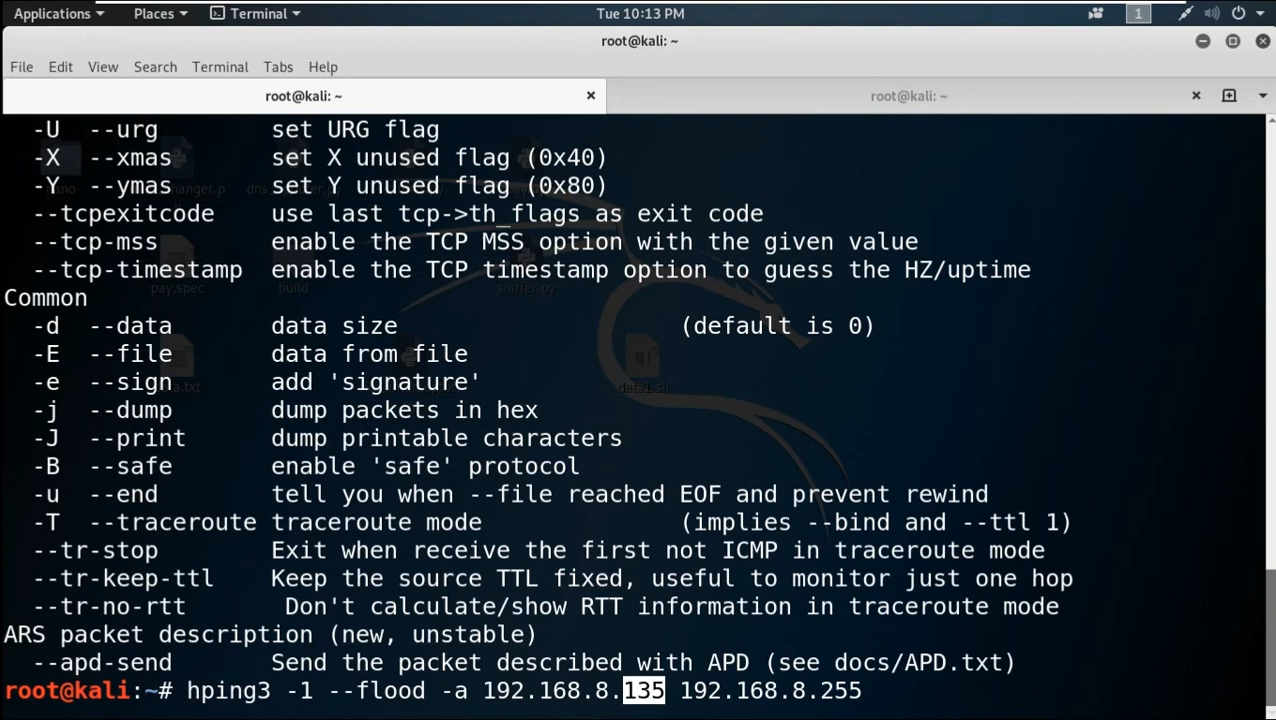 Applications Places Terminal Tue 10:13 PM 1
root@kali: ~
File Edit View Search Terminal Tabs Help
root@kali: ~ root@kali: ~
-U --urg set URG flag
-X --xmas set X unused flag (0x40)
-Y --ymas set Y unused flag (0x80)
--tcpexitcode use last tcp->th_flags as exit code
--tcp-mss enable the TCP MSS option with the given value
--tcp-timestamp enable the TCP timestamp option to guess the HZ/uptime
Common
-d --data data size (default is 0)
-E --file data from file
-e --sign add 'signature'
-j --dump dump packets in hex
-J --print dump printable characters
-B --safe enable 'safe' protocol
-u --end tell you when --file reached EOF and prevent rewind
-T --traceroute traceroute mode (implies --bind and --ttl 1)
--tr-stop Exit when receive the first not ICMP in traceroute mode
--tr-keep-ttl Keep the source TTL fixed, useful to monitor just one hop
--tr-no-rtt Don't calculate/show RTT information in traceroute mode
ARS packet description (new, unstable)
--apd-send Send the packet described with APD (see docs/APD.txt)
root@kali:~# hping3 -1 --flood -a 192.168.8.135 192.168.8.255
pay.spec
build
sniffer.py
data1.sh